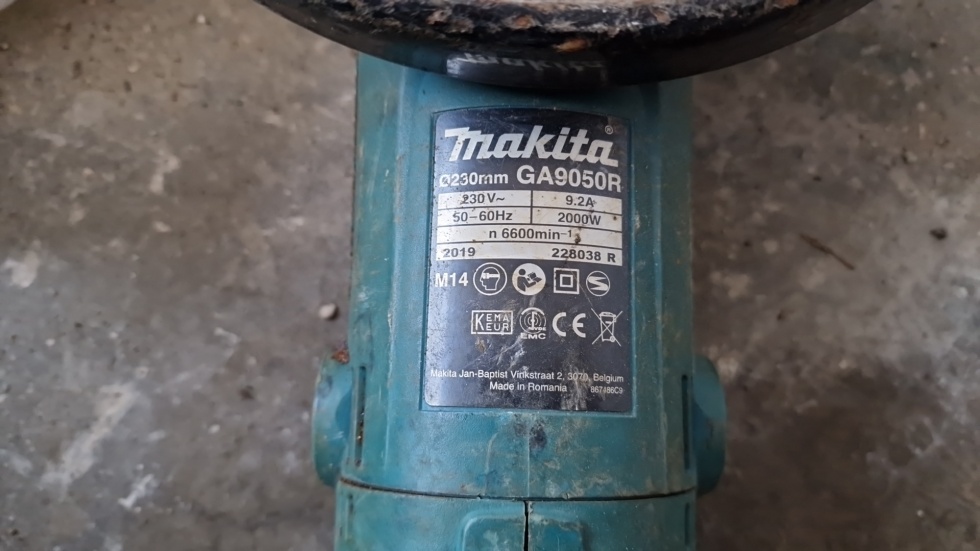 makita®
Ø230mm GA9050R
230V~ 9.2A
50-60Hz 2000W
n 6600min⁻¹
2019 228038 R
M14
KEMA
KEUR
EMC
CE
Makita Jan-Baptist Vinkstraat 2, 3070, Belgium
Made in Romania 867486C9